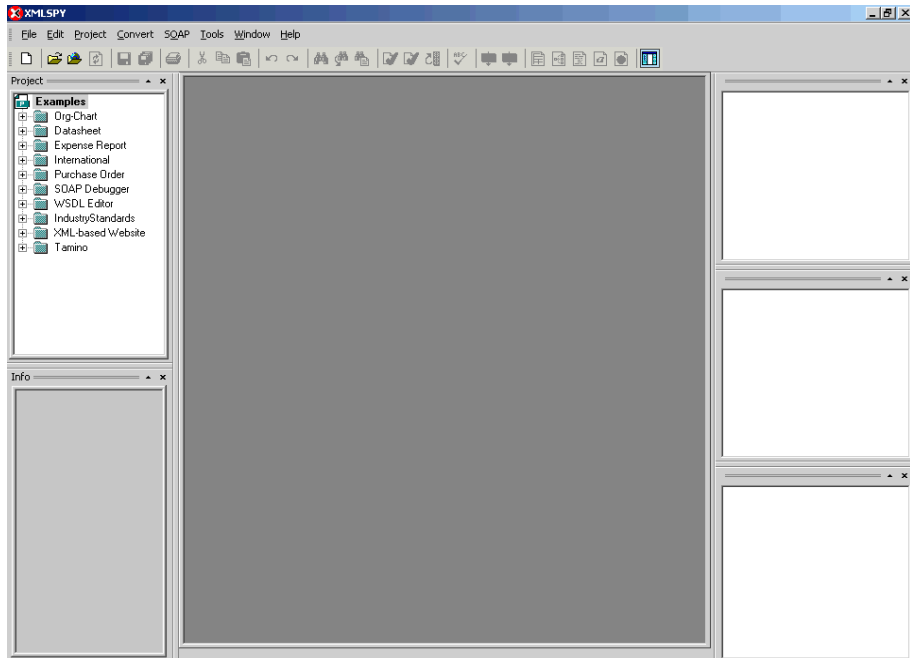 XMLSPY
File Edit Project Convert SOAP Tools Window Help
Project
Examples
Org-Chart
Datasheet
Expense Report
International
Purchase Order
SOAP Debugger
WSDL Editor
IndustryStandards
XML-based Website
Tamino
Info